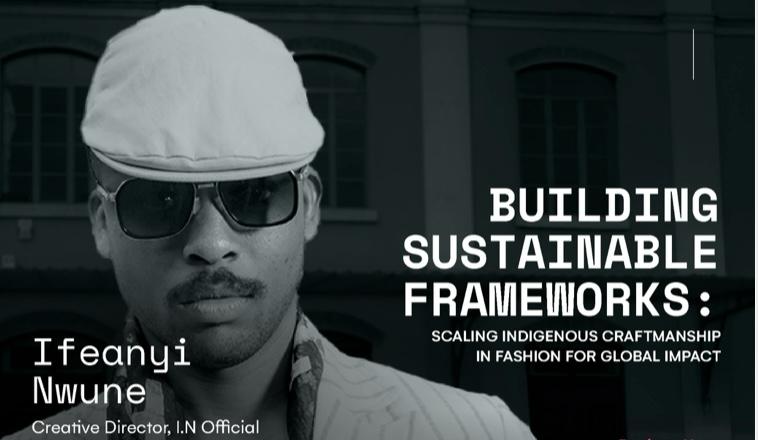 BUILDING
SUSTAINABLE
FRAMEWORKS:
SCALING INDIGENOUS CRAFTMANSHIP
IN FASHION FOR GLOBAL IMPACT
Ifeanyi
Nwune
Creative Director, I.N Official